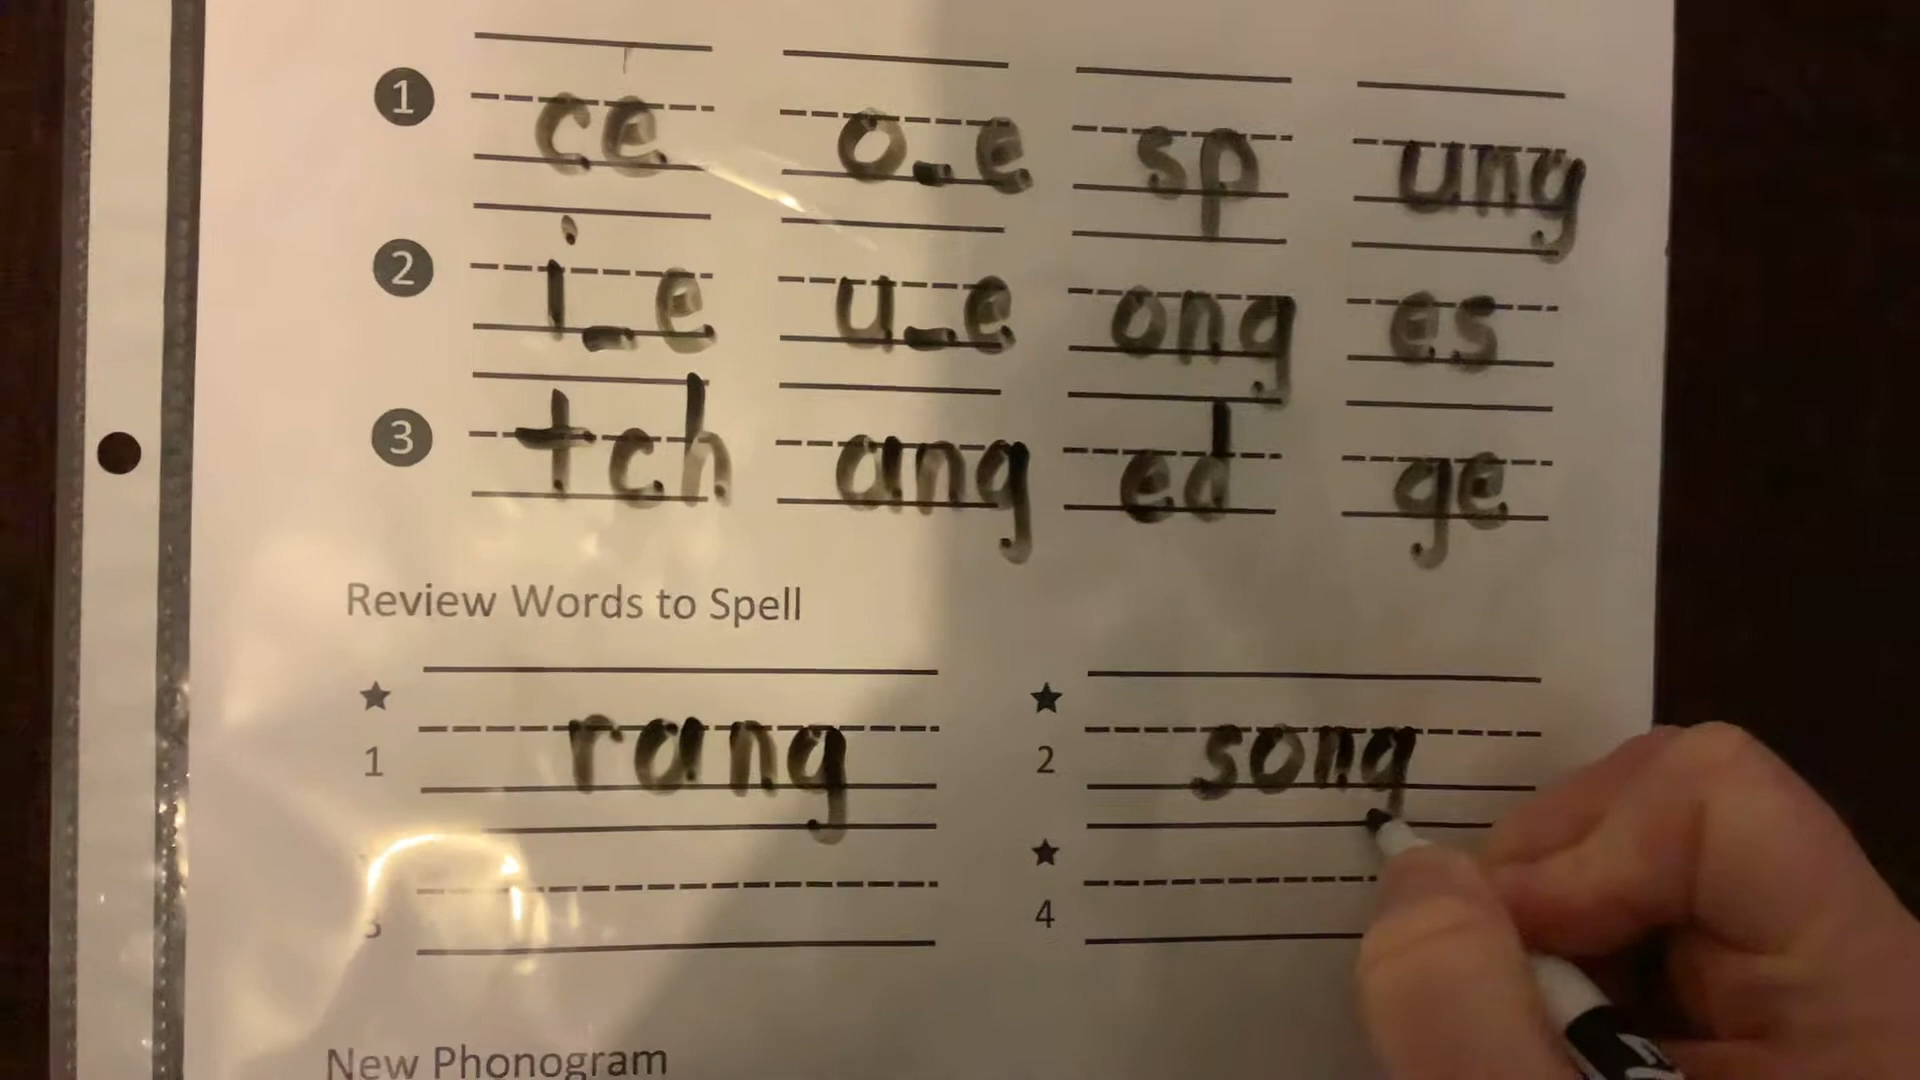 1 ce o_e sp ung
2 i_e u_e ong es
3 tch ang ed ge
Review Words to Spell
1 rang 2 song
3 4
New Phonogram